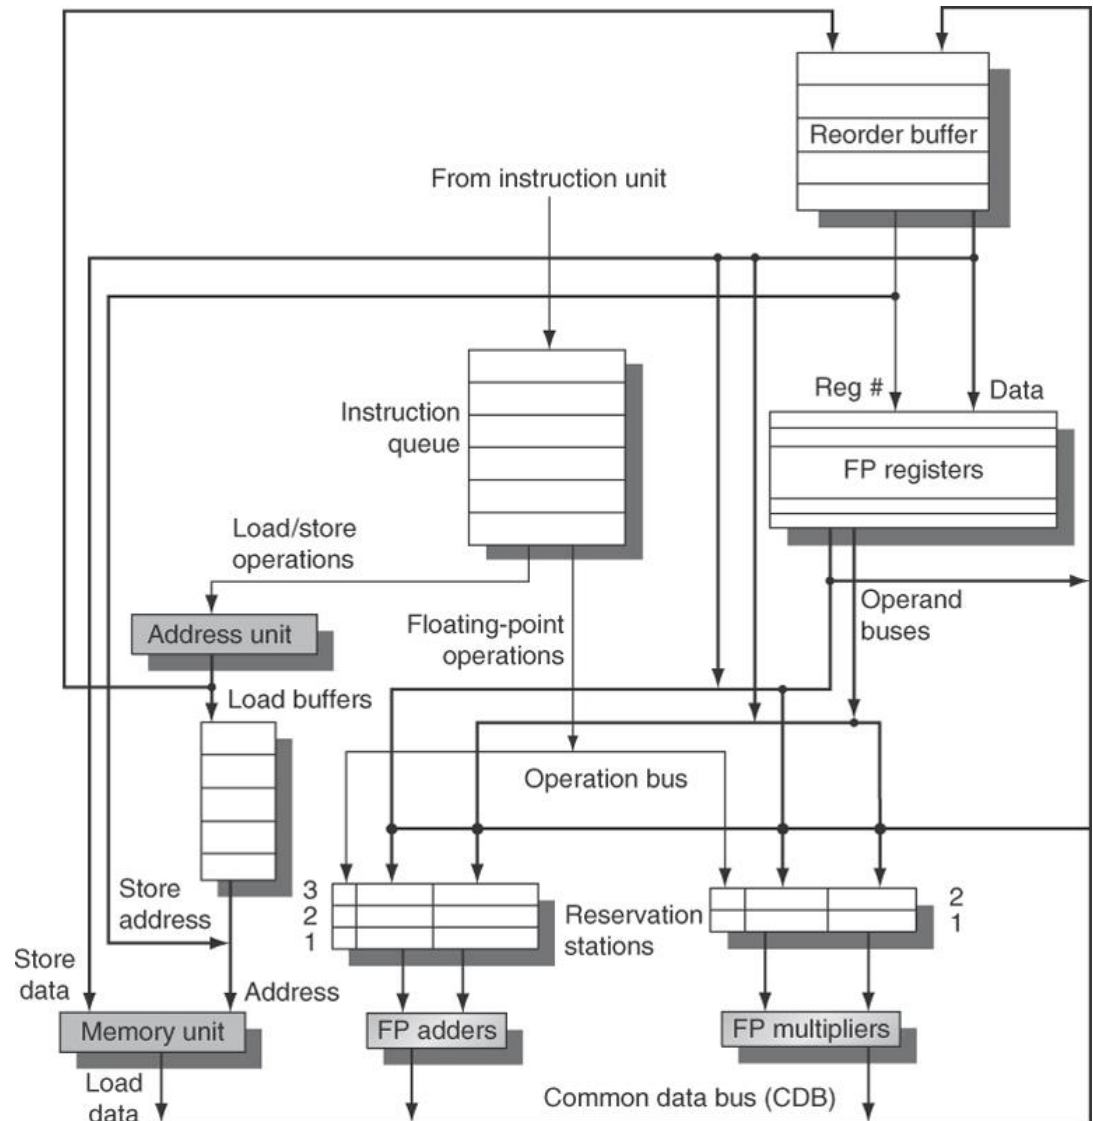 Reorder buffer
From instruction unit
Reg #
Data
Instruction
queue
FP registers
Load/store
operations
Operand
buses
Address unit
Floating-point
operations
Load buffers
Operation bus
Store
address
3
2
1
Reservation
stations
2
1
Store
data
Address
Memory unit
FP adders
FP multipliers
Load
data
Common data bus (CDB)